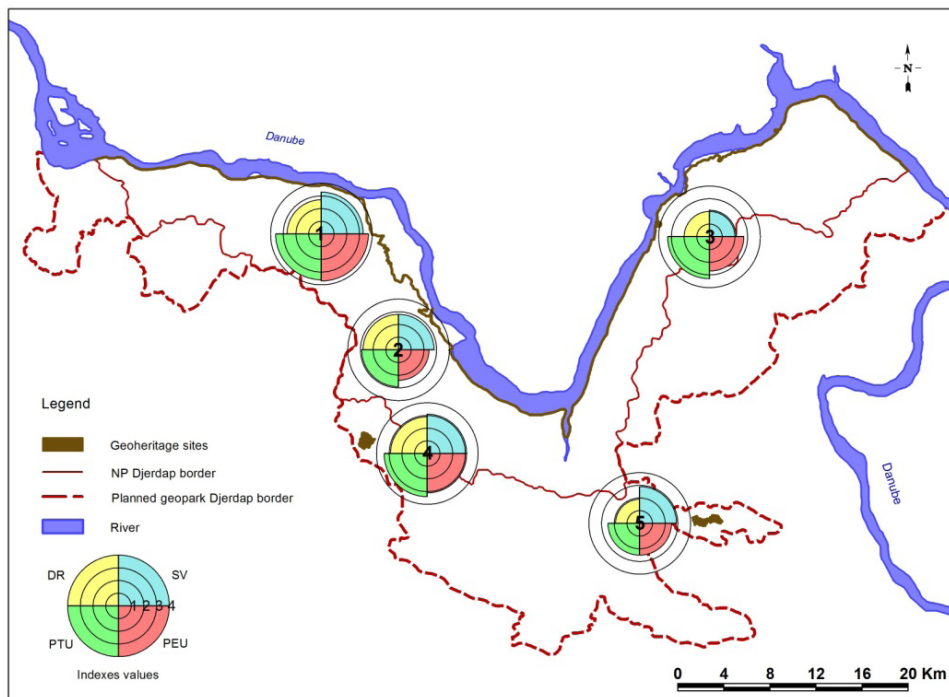 N
Danube
1
3
2
Legend
4
Geoheritage sites
NP Djerdap border
Planned geopark Djerdap border
Danube
River
5
DR
SV
1 2 3 4
PTU
PEU
Indexes values
0 4 8 12 16 20 Km